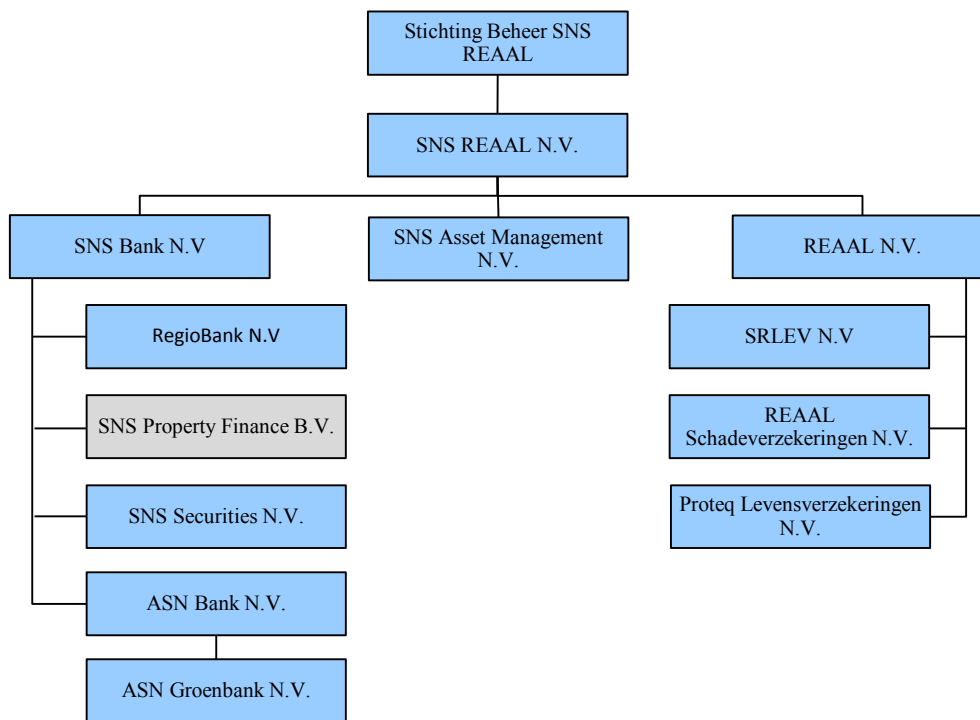 Stichting Beheer SNS
REAAL
SNS REAAL N.V.
SNS Bank N.V
SNS Asset Management
N.V.
REAAL N.V.
RegioBank N.V
SRLEV N.V
SNS Property Finance B.V.
REAAL
Schadeverzekeringen N.V.
SNS Securities N.V.
Proteq Levensverzekeringen
N.V.
ASN Bank N.V.
ASN Groenbank N.V.